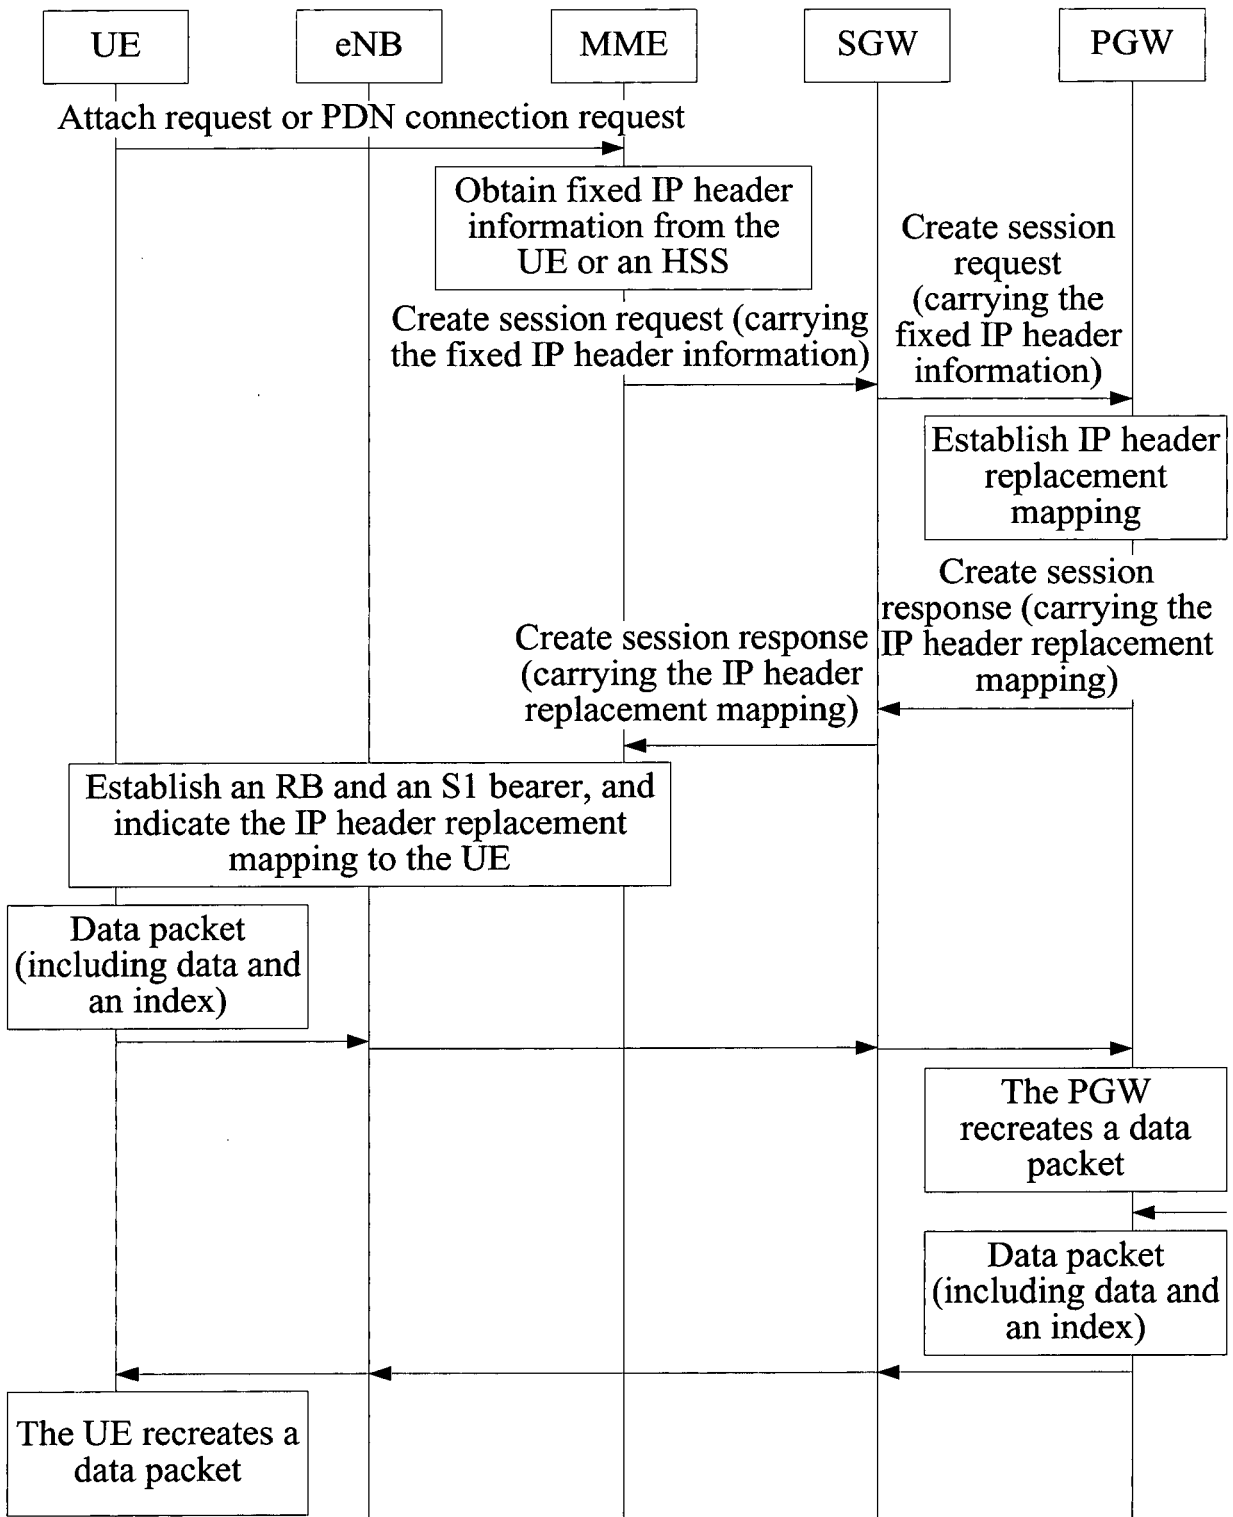 UE
eNB
MME
SGW
PGW
Attach request or PDN connection request
Obtain fixed IP header
information from the
UE or an HSS
Create session
request
(carrying the
fixed IP header
information)
Create session request (carrying
the fixed IP header information)
Establish IP header
replacement
mapping
Create session
response (carrying the
IP header replacement
mapping)
Create session response
(carrying the IP header
replacement mapping)
Establish an RB and an S1 bearer, and
indicate the IP header replacement
mapping to the UE
Data packet
(including data and
an index)
The PGW
recreates a data
packet
Data packet
(including data and
an index)
The UE recreates a
data packet